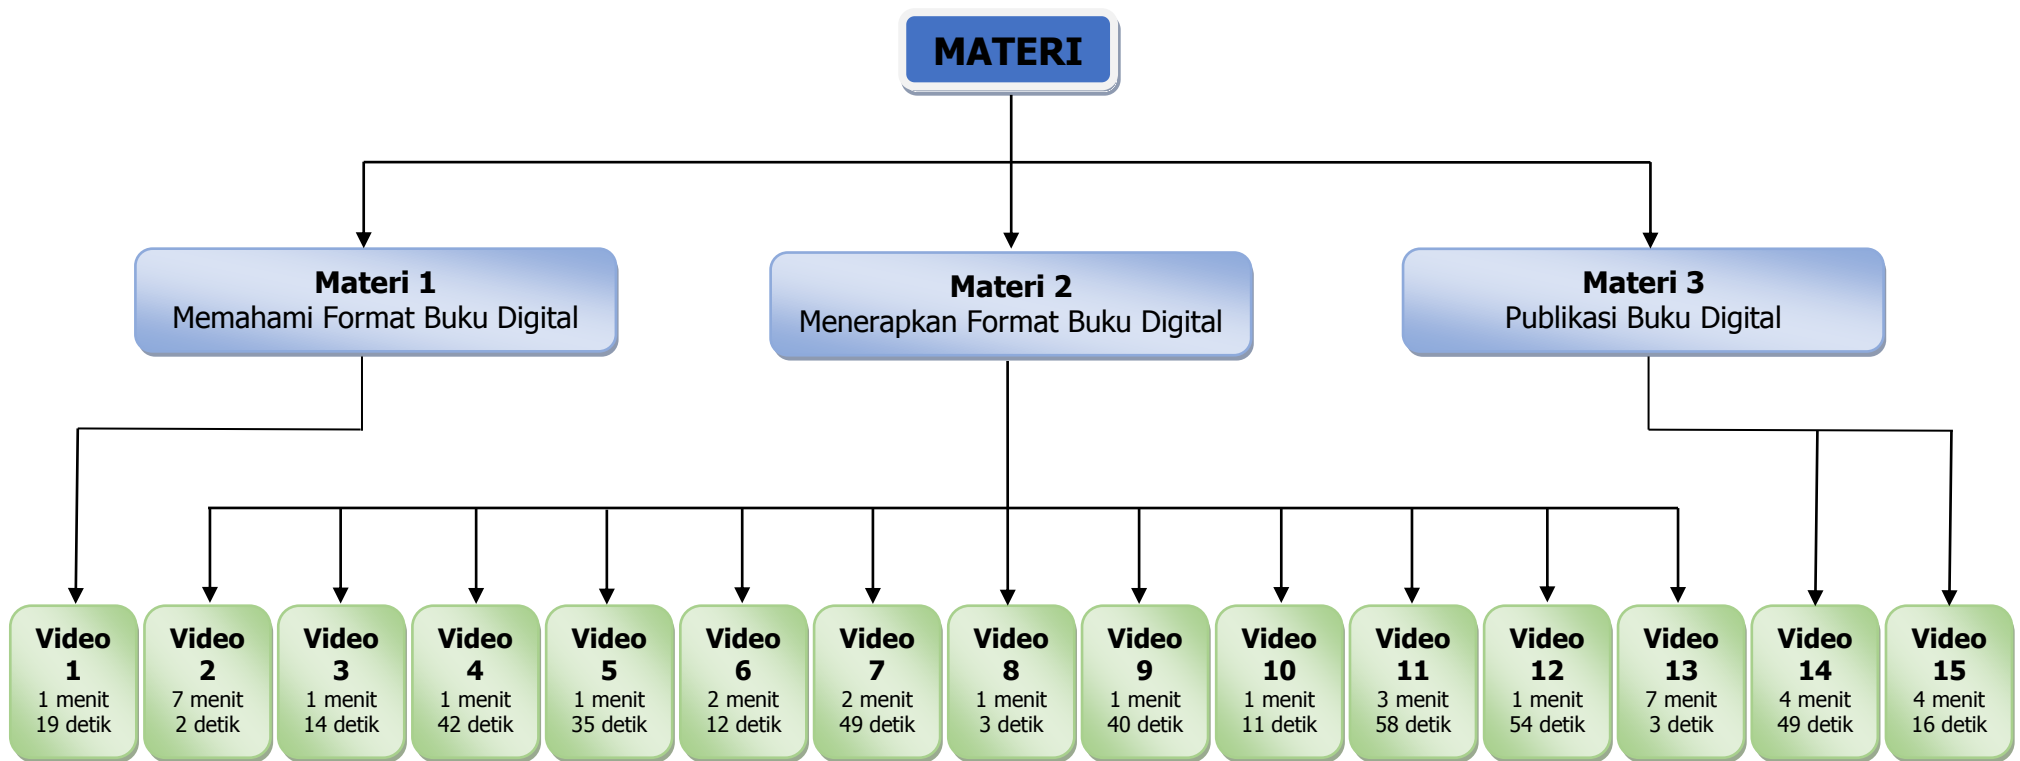 MATERI
Materi 1
Memahami Format Buku Digital
Materi 2
Menerapkan Format Buku Digital
Materi 3
Publikasi Buku Digital
Video
1
1 menit
19 detik
Video
2
7 menit
2 detik
Video
3
1 menit
14 detik
Video
4
1 menit
42 detik
Video
5
1 menit
35 detik
Video
6
2 menit
12 detik
Video
7
2 menit
49 detik
Video
8
1 menit
3 detik
Video
9
1 menit
40 detik
Video
10
1 menit
11 detik
Video
11
3 menit
58 detik
Video
12
1 menit
54 detik
Video
13
7 menit
3 detik
Video
14
4 menit
49 detik
Video
15
4 menit
16 detik